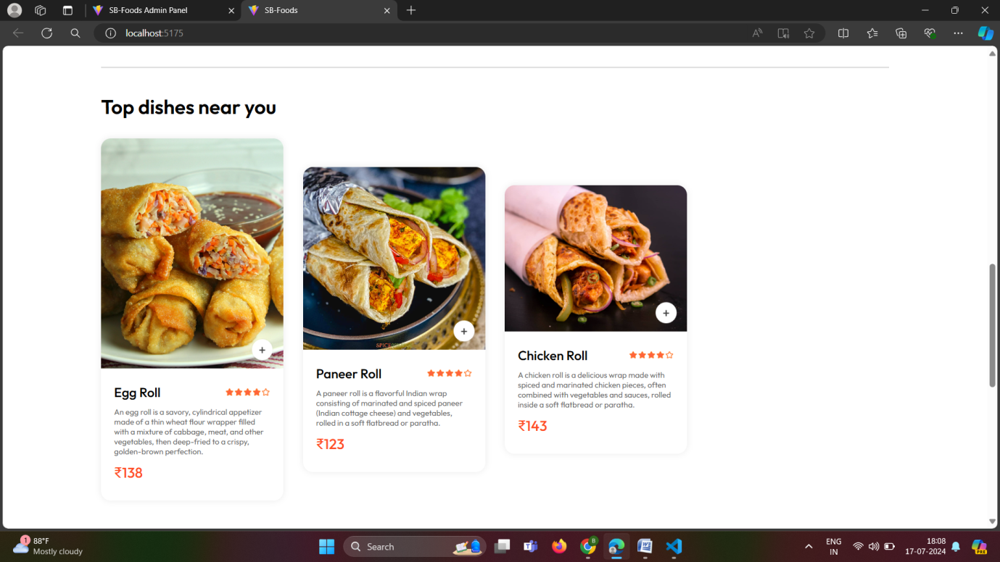 SB-Foods Admin Panel
SB-Foods
localhost:5175
Top dishes near you
Egg Roll
An egg roll is a savory, cylindrical appetizer
made of a thin wheat flour wrapper filled
with a mixture of cabbage, meat, and other
vegetables, then deep-fried to a crispy,
golden-brown perfection.
₹138
Paneer Roll
A paneer roll is a flavorful Indian wrap
consisting of marinated and spiced paneer
(Indian cottage cheese) and vegetables,
rolled in a soft flatbread or paratha.
₹123
Chicken Roll
A chicken roll is a delicious wrap made with
spiced and marinated chicken pieces, often
combined with vegetables and sauces, rolled
inside a soft flatbread or paratha.
₹143
1
88°F
Mostly cloudy
Search
ENG
IN
18:08
17-07-2024
PRE